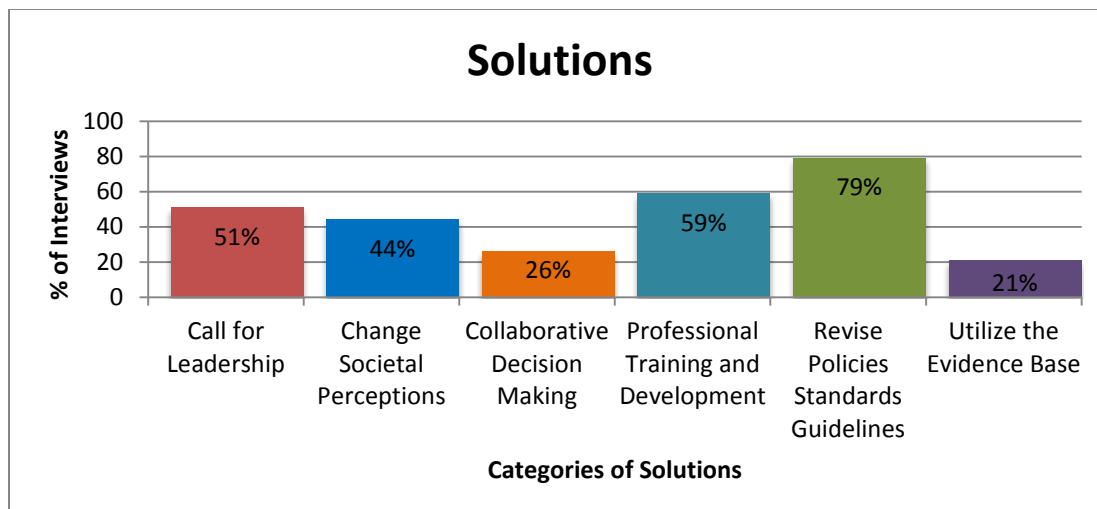 Solutions
% of Interviews
100
80
60
40
20
0
51%
44%
26%
59%
79%
21%
Call for
Leadership
Change
Societal
Perceptions
Collaborative
Decision
Making
Professional
Training and
Development
Revise
Policies
Standards
Guidelines
Utilize the
Evidence Base
Categories of Solutions